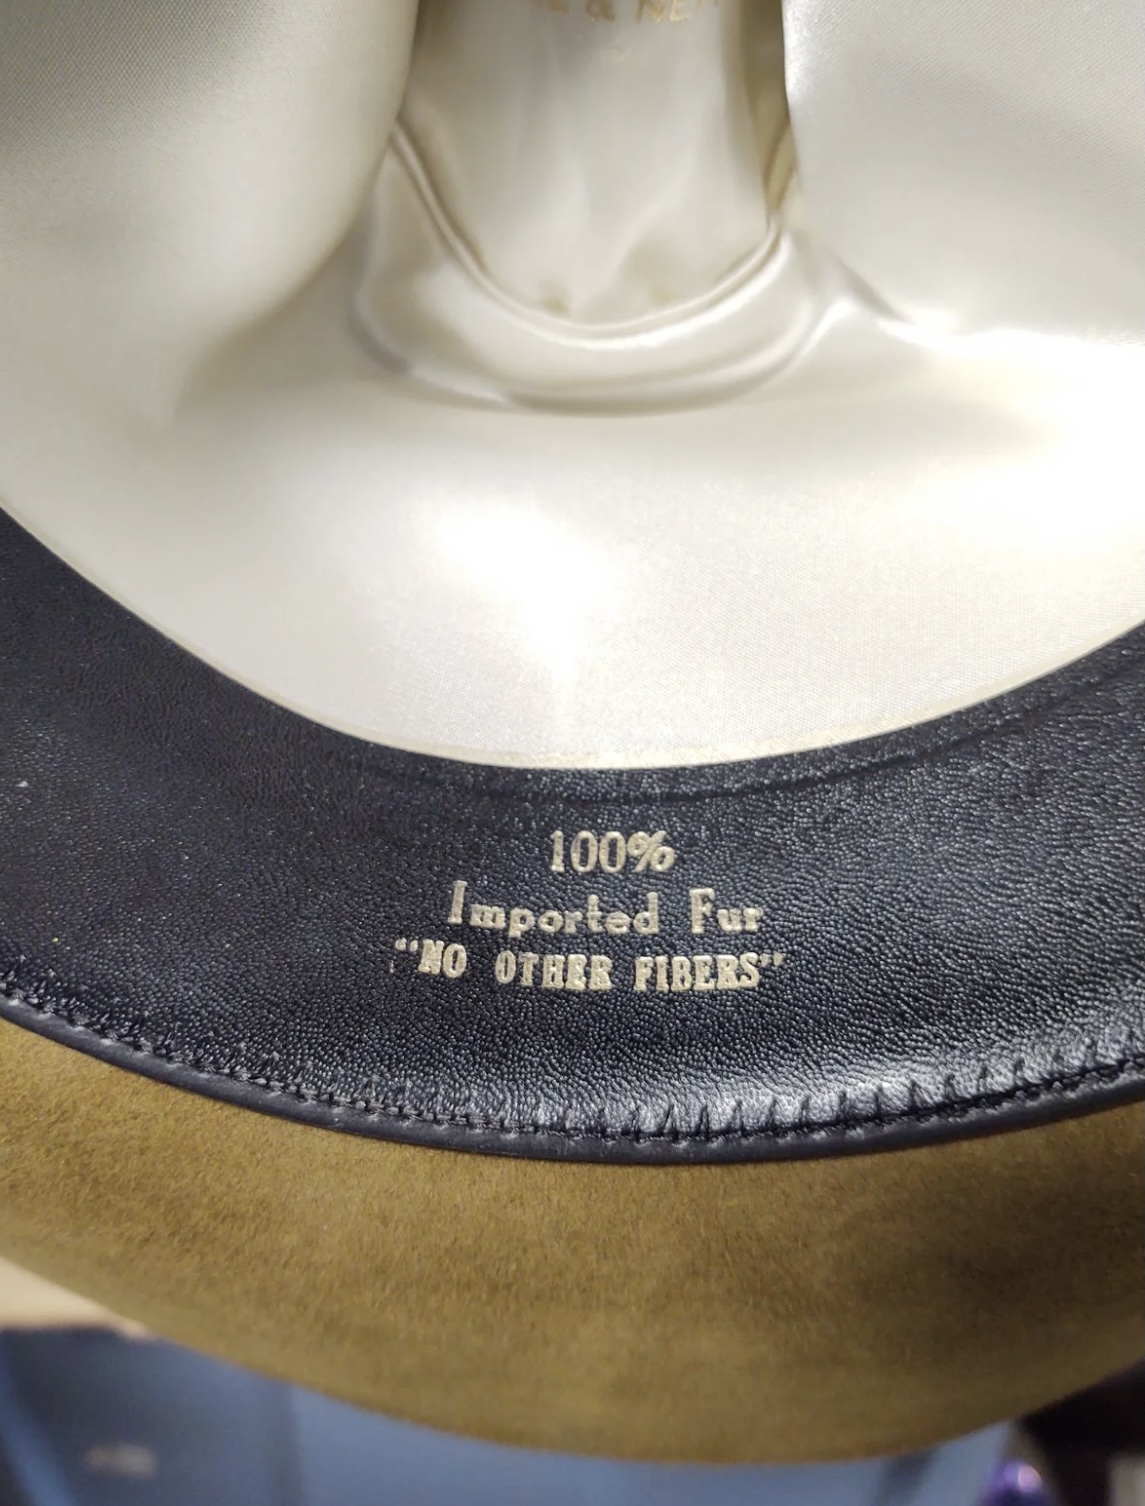 &
100%
Imported Fur
“NO OTHER FIBERS”